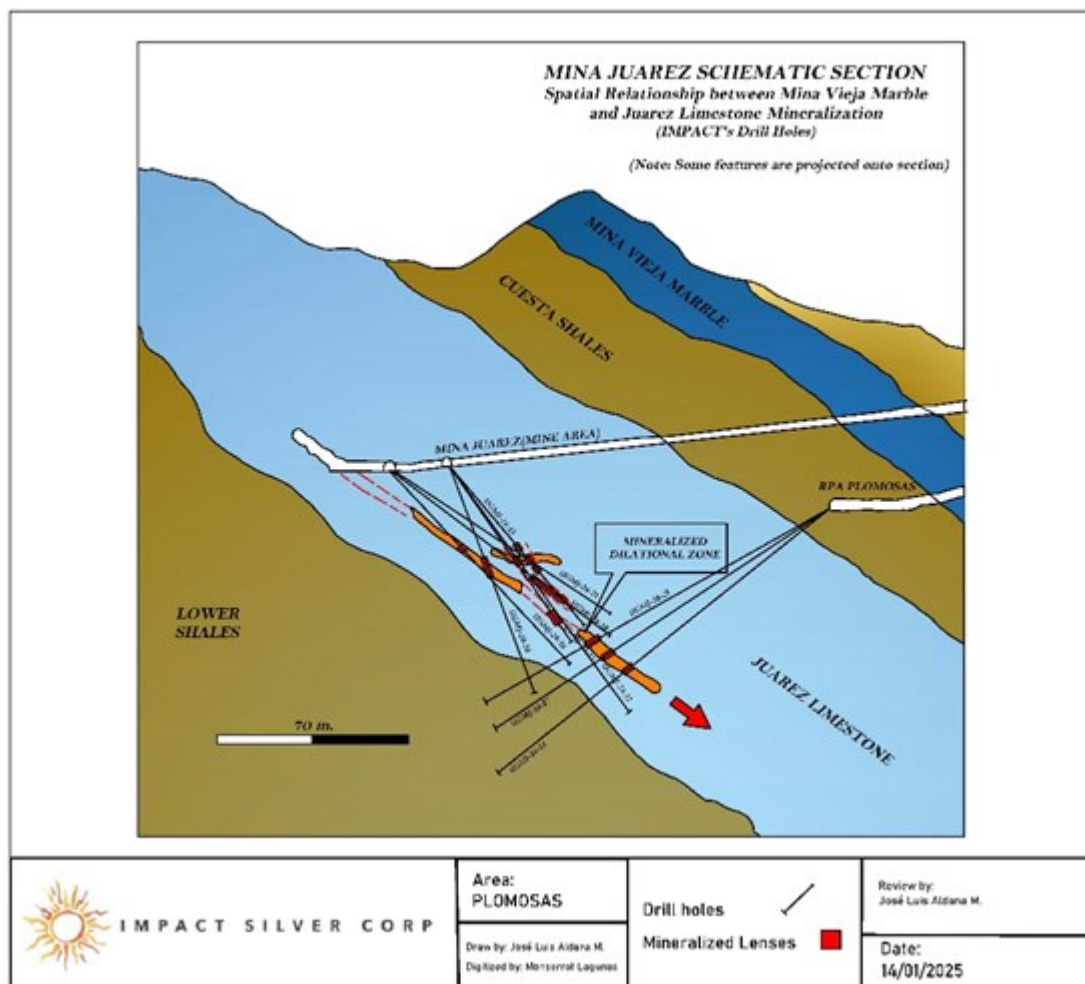 MINA JUAREZ SCHEMATIC SECTION
Spatial Relationship between Mina Vieja Marble
and Juarez Limestone Mineralization
(IMPACT's Drill Holes)
(Note: Some features are projected onto section)
MINA VIEJA MARBLE
CUESTA SHALES
MINA JUAREZ(MINE AREA)
RPA PLOMOSAS
MINERALIZED
DILATIONAL ZONE
LOWER
SHALES
JUAREZ LIMESTONE
70 m.
IMPACT SILVER CORP
Area:
PLOMOSAS
Draw by: José Luis Aldana M.
Digitized by: Monserrat Lagunas
Drill holes
Mineralized Lenses
Review by:
José Luis Aldana M.
Date:
14/01/2025